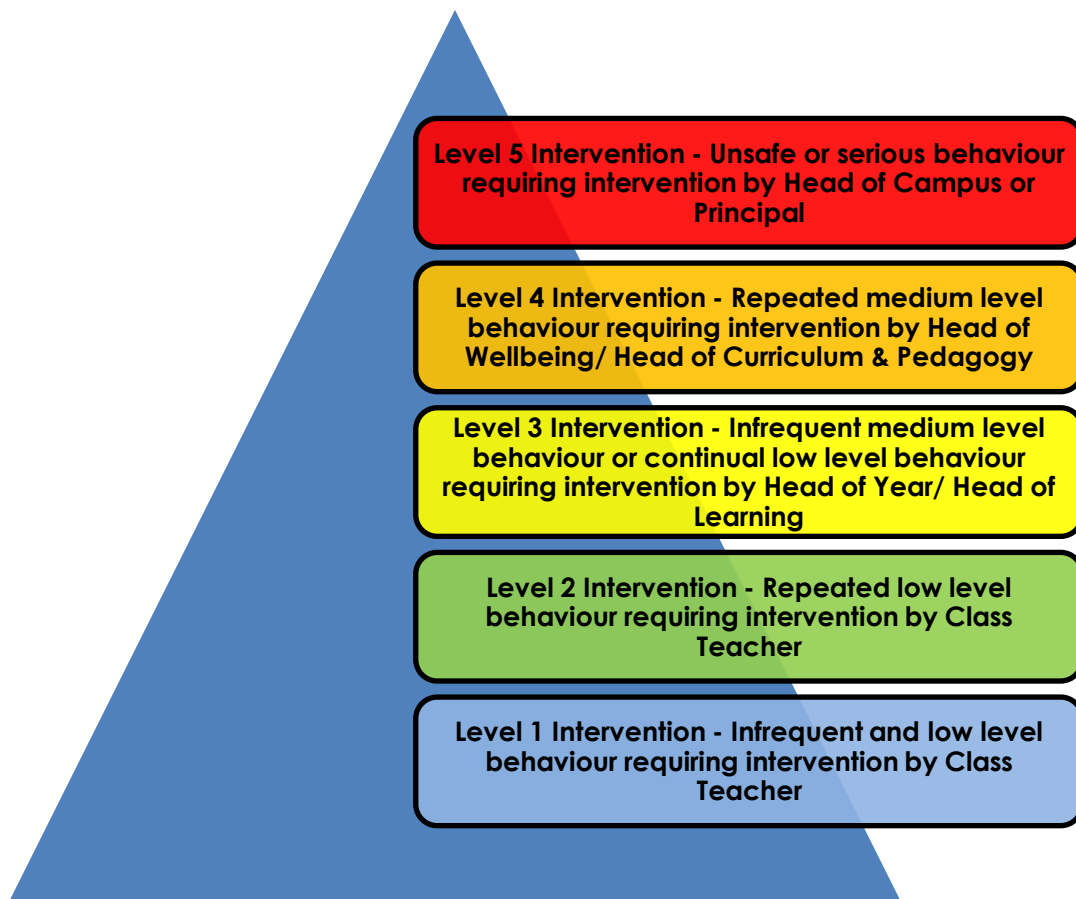 Level 5 Intervention - Unsafe or serious behaviour
requiring intervention by Head of Campus or
Principal
Level 4 Intervention - Repeated medium level
behaviour requiring intervention by Head of
Wellbeing/ Head of Curriculum & Pedagogy
Level 3 Intervention - Infrequent medium level
behaviour or continual low level behaviour
requiring intervention by Head of Year/ Head of
Learning
Level 2 Intervention - Repeated low level
behaviour requiring intervention by Class
Teacher
Level 1 Intervention - Infrequent and low level
behaviour requiring intervention by Class
Teacher